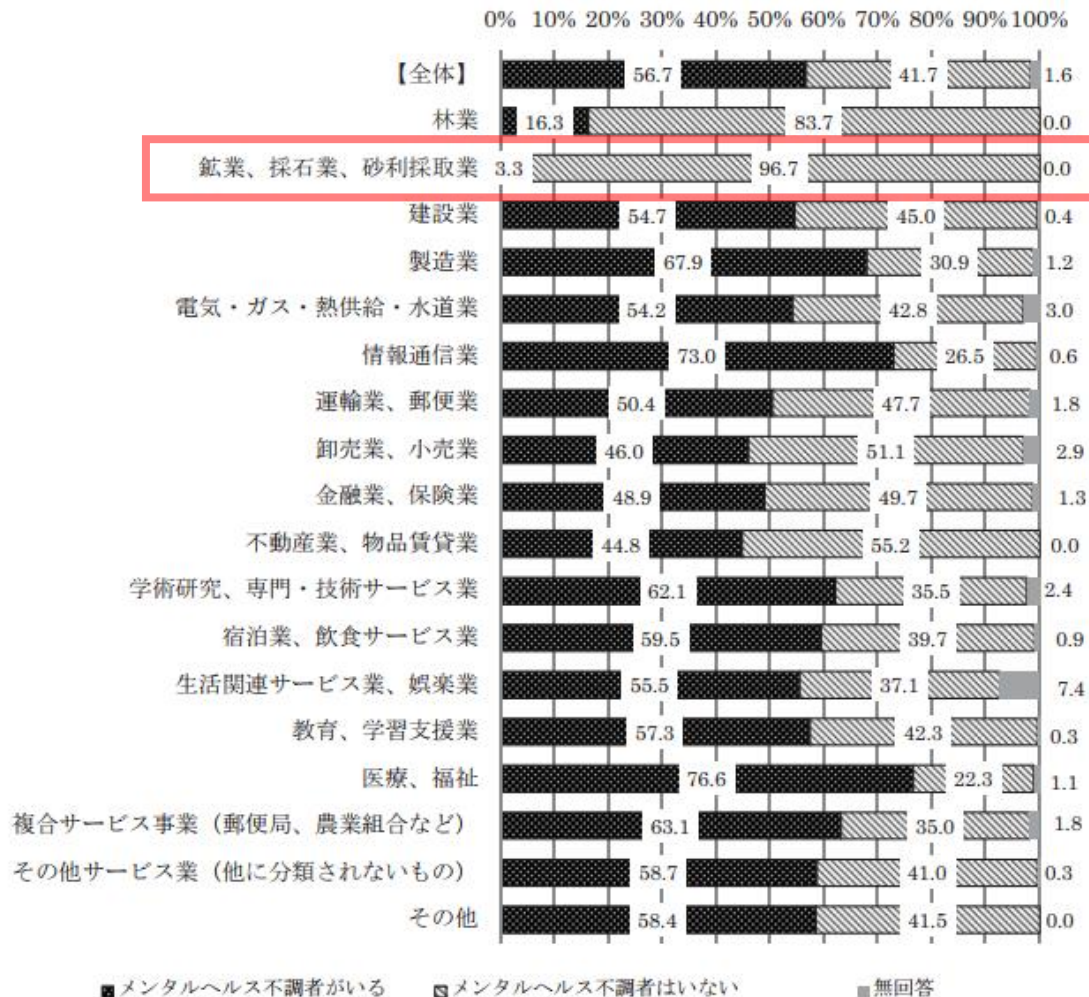 0% 10% 20% 30% 40% 50% 60% 70% 80% 90% 100%
【全体】 56.7 41.7 1.6
林業 16.3 83.7 0.0
鉱業、採石業、砂利採取業 3.3 96.7 0.0
建設業 54.7 45.0 0.4
製造業 67.9 30.9 1.2
電気・ガス・熱供給・水道業 54.2 42.8 3.0
情報通信業 73.0 26.5 0.6
運輸業、郵便業 50.4 47.7 1.8
卸売業、小売業 46.0 51.1 2.9
金融業、保険業 48.9 49.7 1.3
不動産業、物品賃貸業 44.8 55.2 0.0
学術研究、専門・技術サービス業 62.1 35.5 2.4
宿泊業、飲食サービス業 59.5 39.7 0.9
生活関連サービス業、娯楽業 55.5 37.1 7.4
教育、学習支援業 57.3 42.3 0.3
医療、福祉 76.6 22.3 1.1
複合サービス事業（郵便局、農業組合など） 63.1 35.0 1.8
その他サービス業（他に分類されないもの） 58.7 41.0 0.3
その他 58.4 41.5 0.0
メンタルヘルス不調者がいる メンタルヘルス不調者はいない 無回答